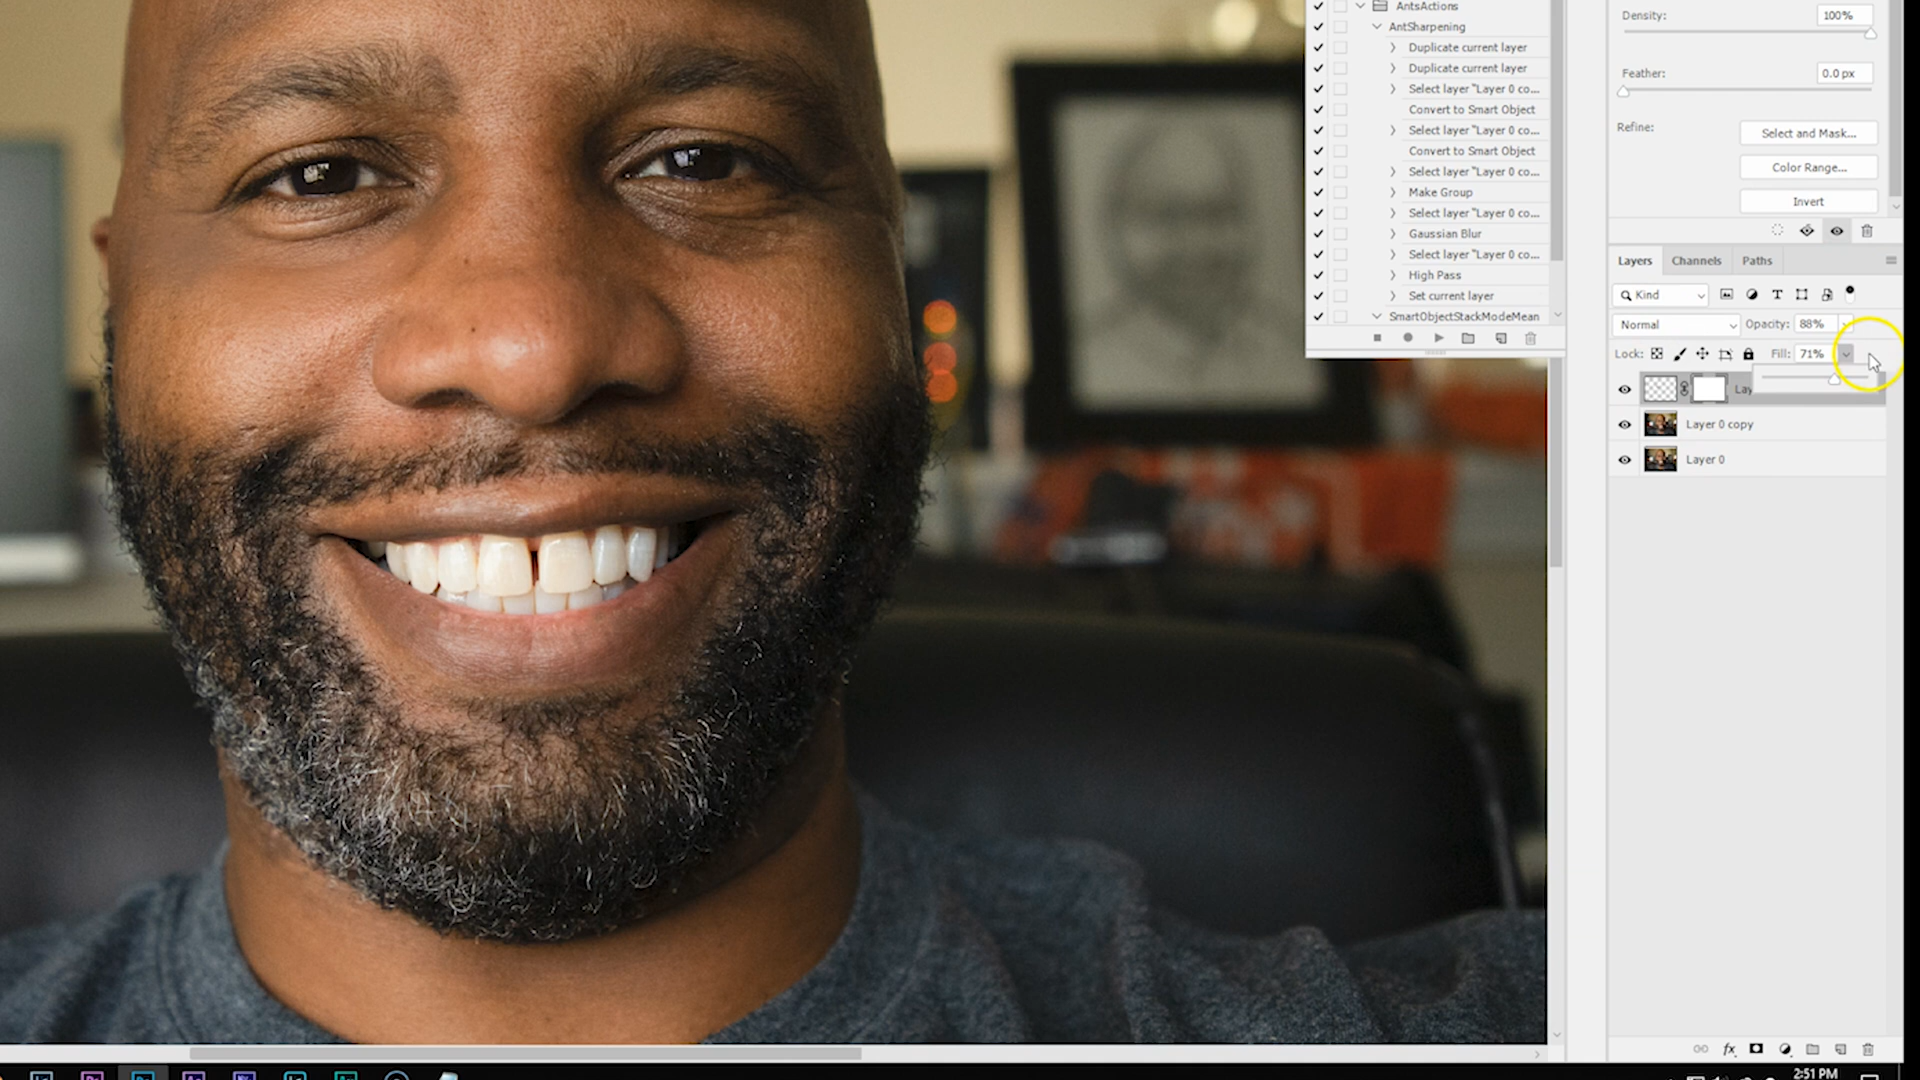 AntsActions
AntSharpening
Duplicate current layer
Duplicate current layer
Select layer "Layer 0 co...
Convert to Smart Object
Select layer "Layer 0 co...
Convert to Smart Object
Select layer "Layer 0 co...
Make Group
Select layer "Layer 0 co...
Gaussian Blur
Select layer "Layer 0 co...
High Pass
Set current layer
SmartObjectStackModeMean
Density: 100%
Feather: 0.0 px
Refine: Select and Mask...
Color Range...
Invert
Layers Channels Paths
Kind
Normal Opacity: 88%
Lock: Fill: 71%
Lay
Layer 0 copy
Layer 0
fx
2:51 PM